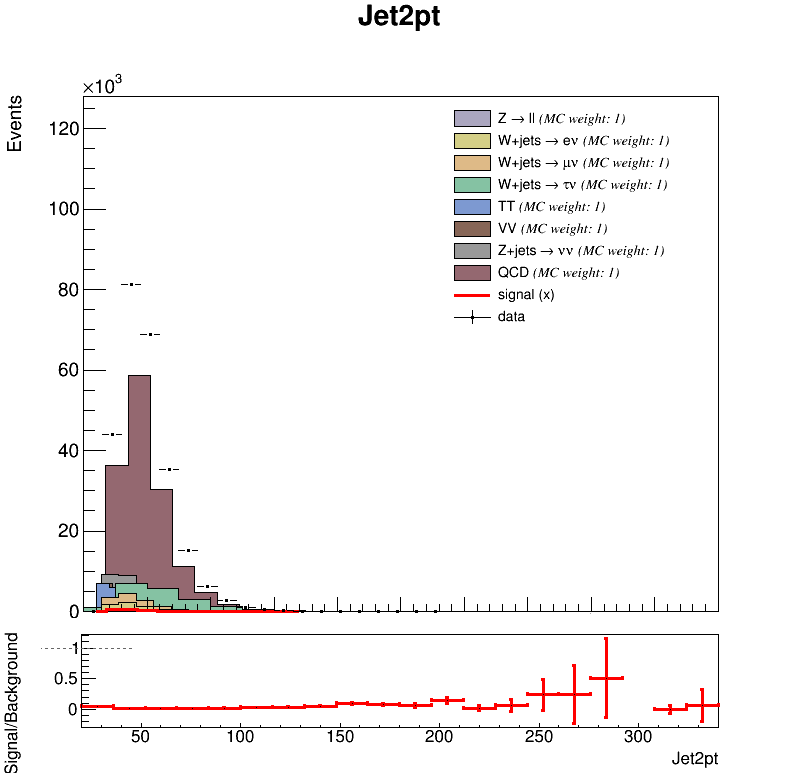 Jet2pt
×10³
Events
120
100
80
60
40
20
0
Z → ll (MC weight: 1)
W+jets → eν (MC weight: 1)
W+jets → μν (MC weight: 1)
W+jets → τν (MC weight: 1)
TT (MC weight: 1)
VV (MC weight: 1)
Z+jets → νν (MC weight: 1)
QCD (MC weight: 1)
signal (x)
data
Signal/Background
1
0.5
0
50 100 150 200 250 300
Jet2pt